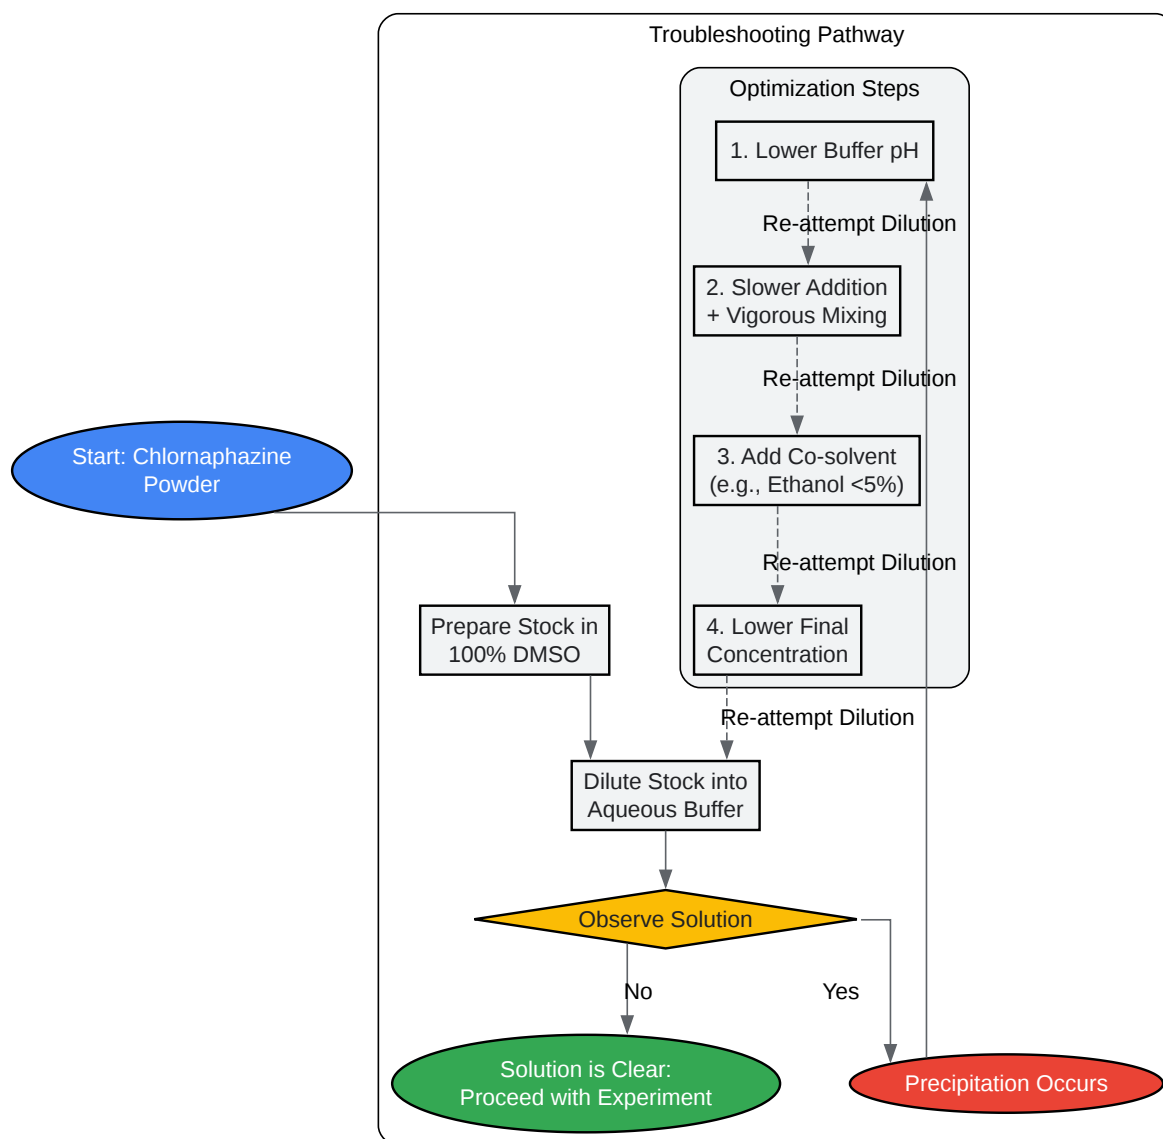 Troubleshooting Pathway
Optimization Steps
1. Lower Buffer pH
Re-attempt Dilution
2. Slower Addition
+ Vigorous Mixing
Re-attempt Dilution
3. Add Co-solvent
(e.g., Ethanol <5%)
Re-attempt Dilution
4. Lower Final
Concentration
Re-attempt Dilution
Start: Chlornaphazine
Powder
Prepare Stock in
100% DMSO
Dilute Stock into
Aqueous Buffer
Observe Solution
No
Yes
Solution is Clear:
Proceed with Experiment
Precipitation Occurs